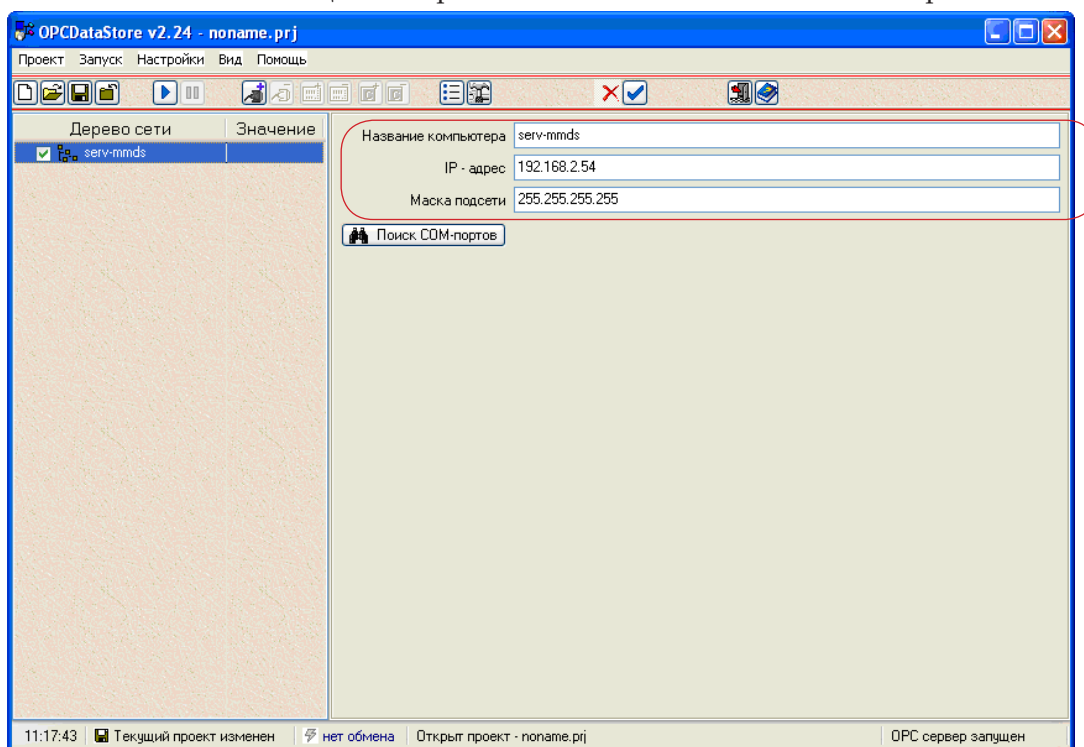 OPCDataStore v2.24 - noname.prj
Проект Запуск Настройки Вид Помощь
Дерево сети Значение
serv-mmds
Название компьютера serv-mmds
IP - адрес 192.168.2.54
Маска подсети 255.255.255.255
Поиск COM-портов
11:17:43 Текущий проект изменен нет обмена Открыт проект - noname.prj OPC сервер запущен